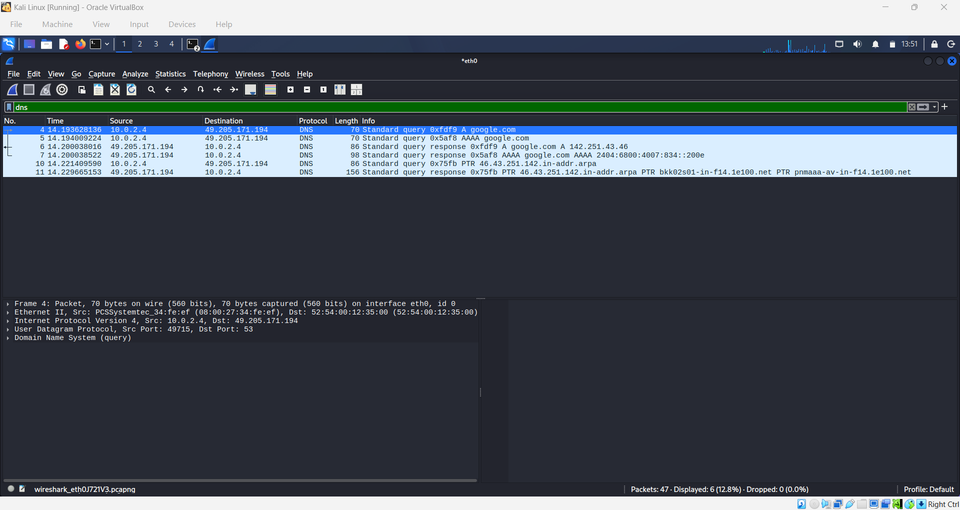 Kali Linux [Running] - Oracle VirtualBox
File Machine View Input Devices Help
1 2 3 4 2 13:51
*eth0
File Edit View Go Capture Analyze Statistics Telephony Wireless Tools Help
dns
No. Time Source Destination Protocol Length Info
4 14.193628136 10.0.2.4 49.205.171.194 DNS 70 Standard query 0xfdf9 A google.com
5 14.194009224 10.0.2.4 49.205.171.194 DNS 70 Standard query 0x5af8 AAAA google.com
6 14.200038016 49.205.171.194 10.0.2.4 DNS 86 Standard query response 0xfdf9 A google.com A 142.251.43.46
7 14.200038522 49.205.171.194 10.0.2.4 DNS 98 Standard query response 0x5af8 AAAA google.com AAAA 2404:6800:4007:834::200e
10 14.221409590 10.0.2.4 49.205.171.194 DNS 86 Standard query 0x75fb PTR 46.43.251.142.in-addr.arpa
11 14.229665153 49.205.171.194 10.0.2.4 DNS 156 Standard query response 0x75fb PTR 46.43.251.142.in-addr.arpa PTR bkk02s01-in-f14.1e100.net PTR pnmaaa-av-in-f14.1e100.net
Frame 4: Packet, 70 bytes on wire (560 bits), 70 bytes captured (560 bits) on interface eth0, id 0
Ethernet II, Src: PCSSystemtec_34:fe:ef (08:00:27:34:fe:ef), Dst: 52:54:00:12:35:00 (52:54:00:12:35:00)
Internet Protocol Version 4, Src: 10.0.2.4, Dst: 49.205.171.194
User Datagram Protocol, Src Port: 49715, Dst Port: 53
Domain Name System (query)
wireshark_eth0J721V3.pcapng Packets: 47 · Displayed: 6 (12.8%) · Dropped: 0 (0.0%) Profile: Default
Right Ctrl